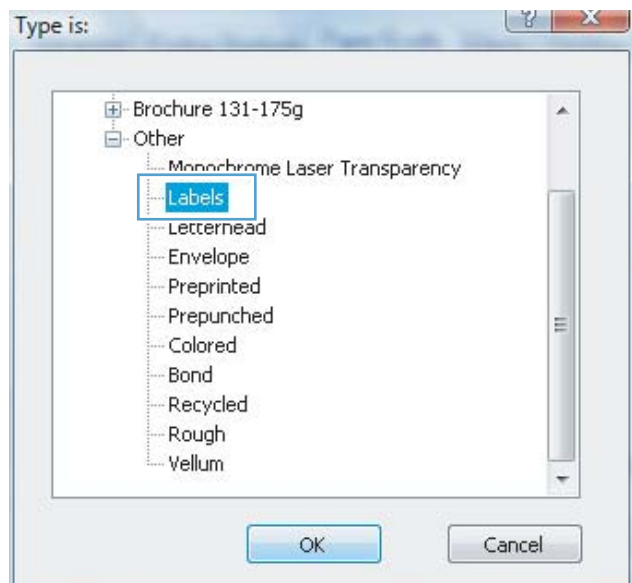 Type is:
Brochure 131-175g
Other
Monochrome Laser Transparency
Labels
Letterhead
Envelope
Preprinted
Prepunched
Colored
Bond
Recycled
Rough
Vellum
OK Cancel